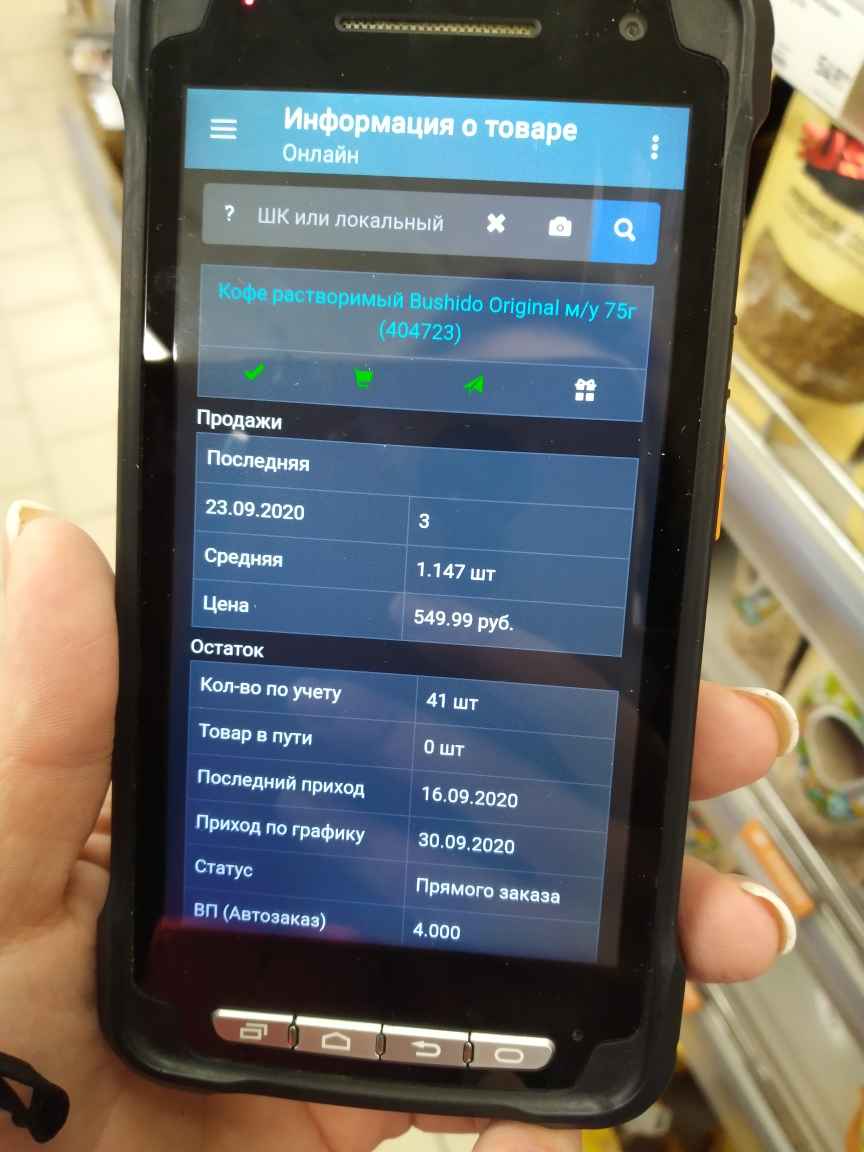 Информация о товаре
Онлайн
? ШК или локальный
Кофе растворимый Bushido Original м/у 75г
(404723)
Продажи
Последняя
23.09.2020 3
Средняя 1.147 шт
Цена 549.99 руб.
Остаток
Кол-во по учету 41 шт
Товар в пути 0 шт
Последний приход 16.09.2020
Приход по графику 30.09.2020
Статус Прямого заказа
ВП (Автозаказ) 4.000